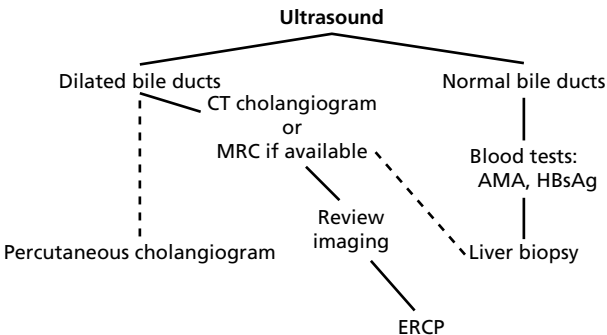 Ultrasound
Dilated bile ducts
Normal bile ducts
CT cholangiogram
or
MRC if available
Blood tests:
AMA, HBsAg
Review
imaging
Percutaneous cholangiogram
Liver biopsy
ERCP